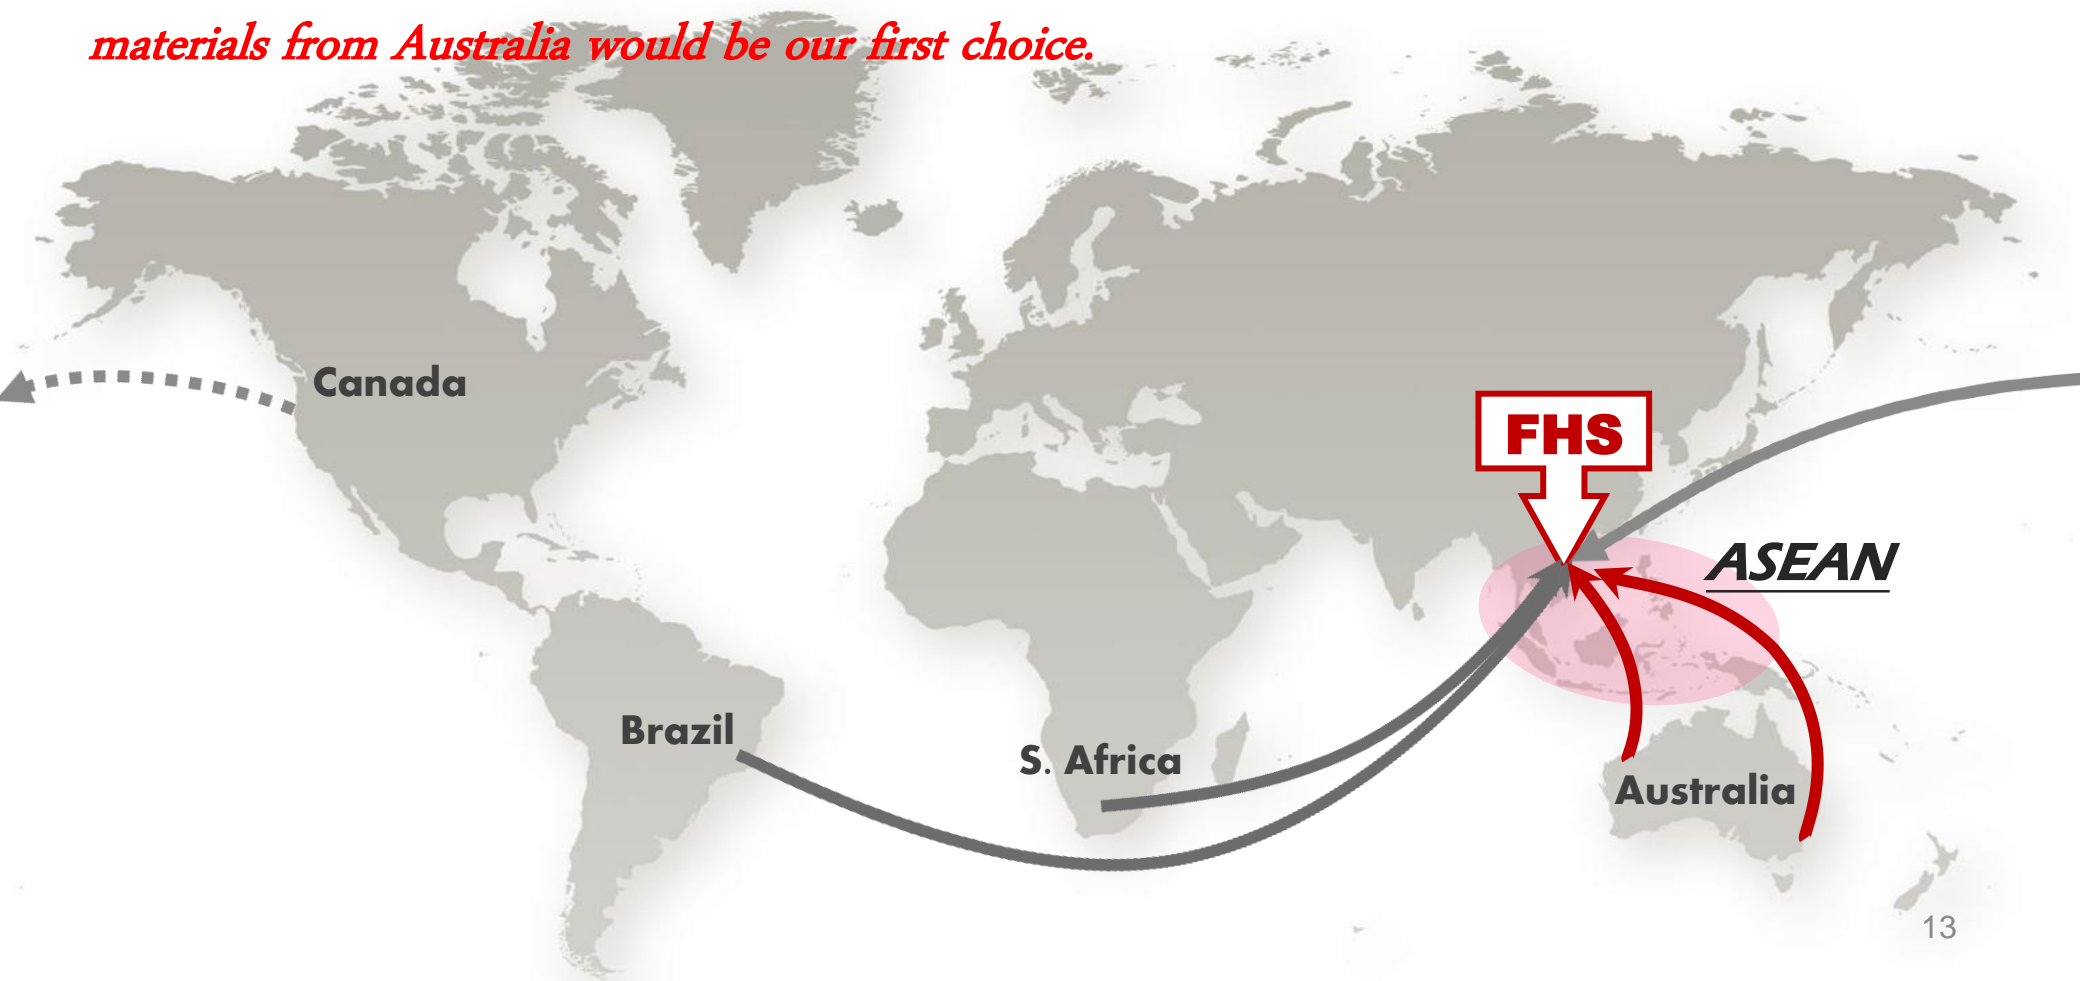 materials from Australia would be our first choice.
Canada
FHS
ASEAN
Brazil
S. Africa
Australia
13